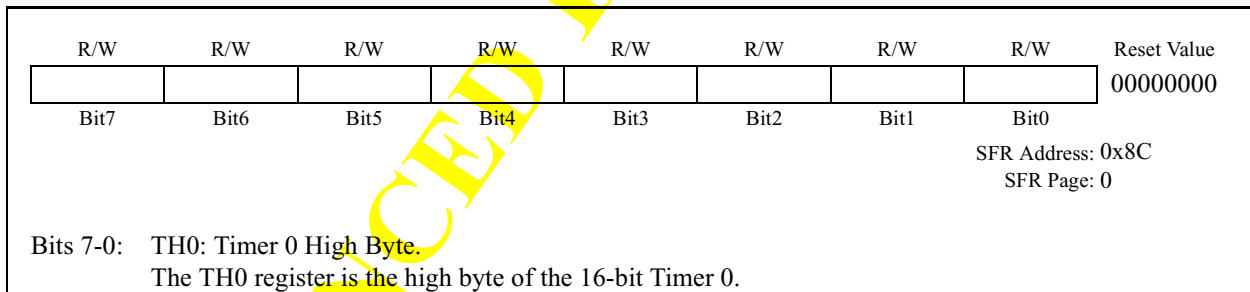 R/W R/W R/W R/W R/W R/W R/W R/W Reset Value
00000000
Bit7 Bit6 Bit5 Bit4 Bit3 Bit2 Bit1 Bit0
SFR Address: 0x8C
SFR Page: 0
Bits 7-0: TH0: Timer 0 High Byte.
The TH0 register is the high byte of the 16-bit Timer 0.
NCED